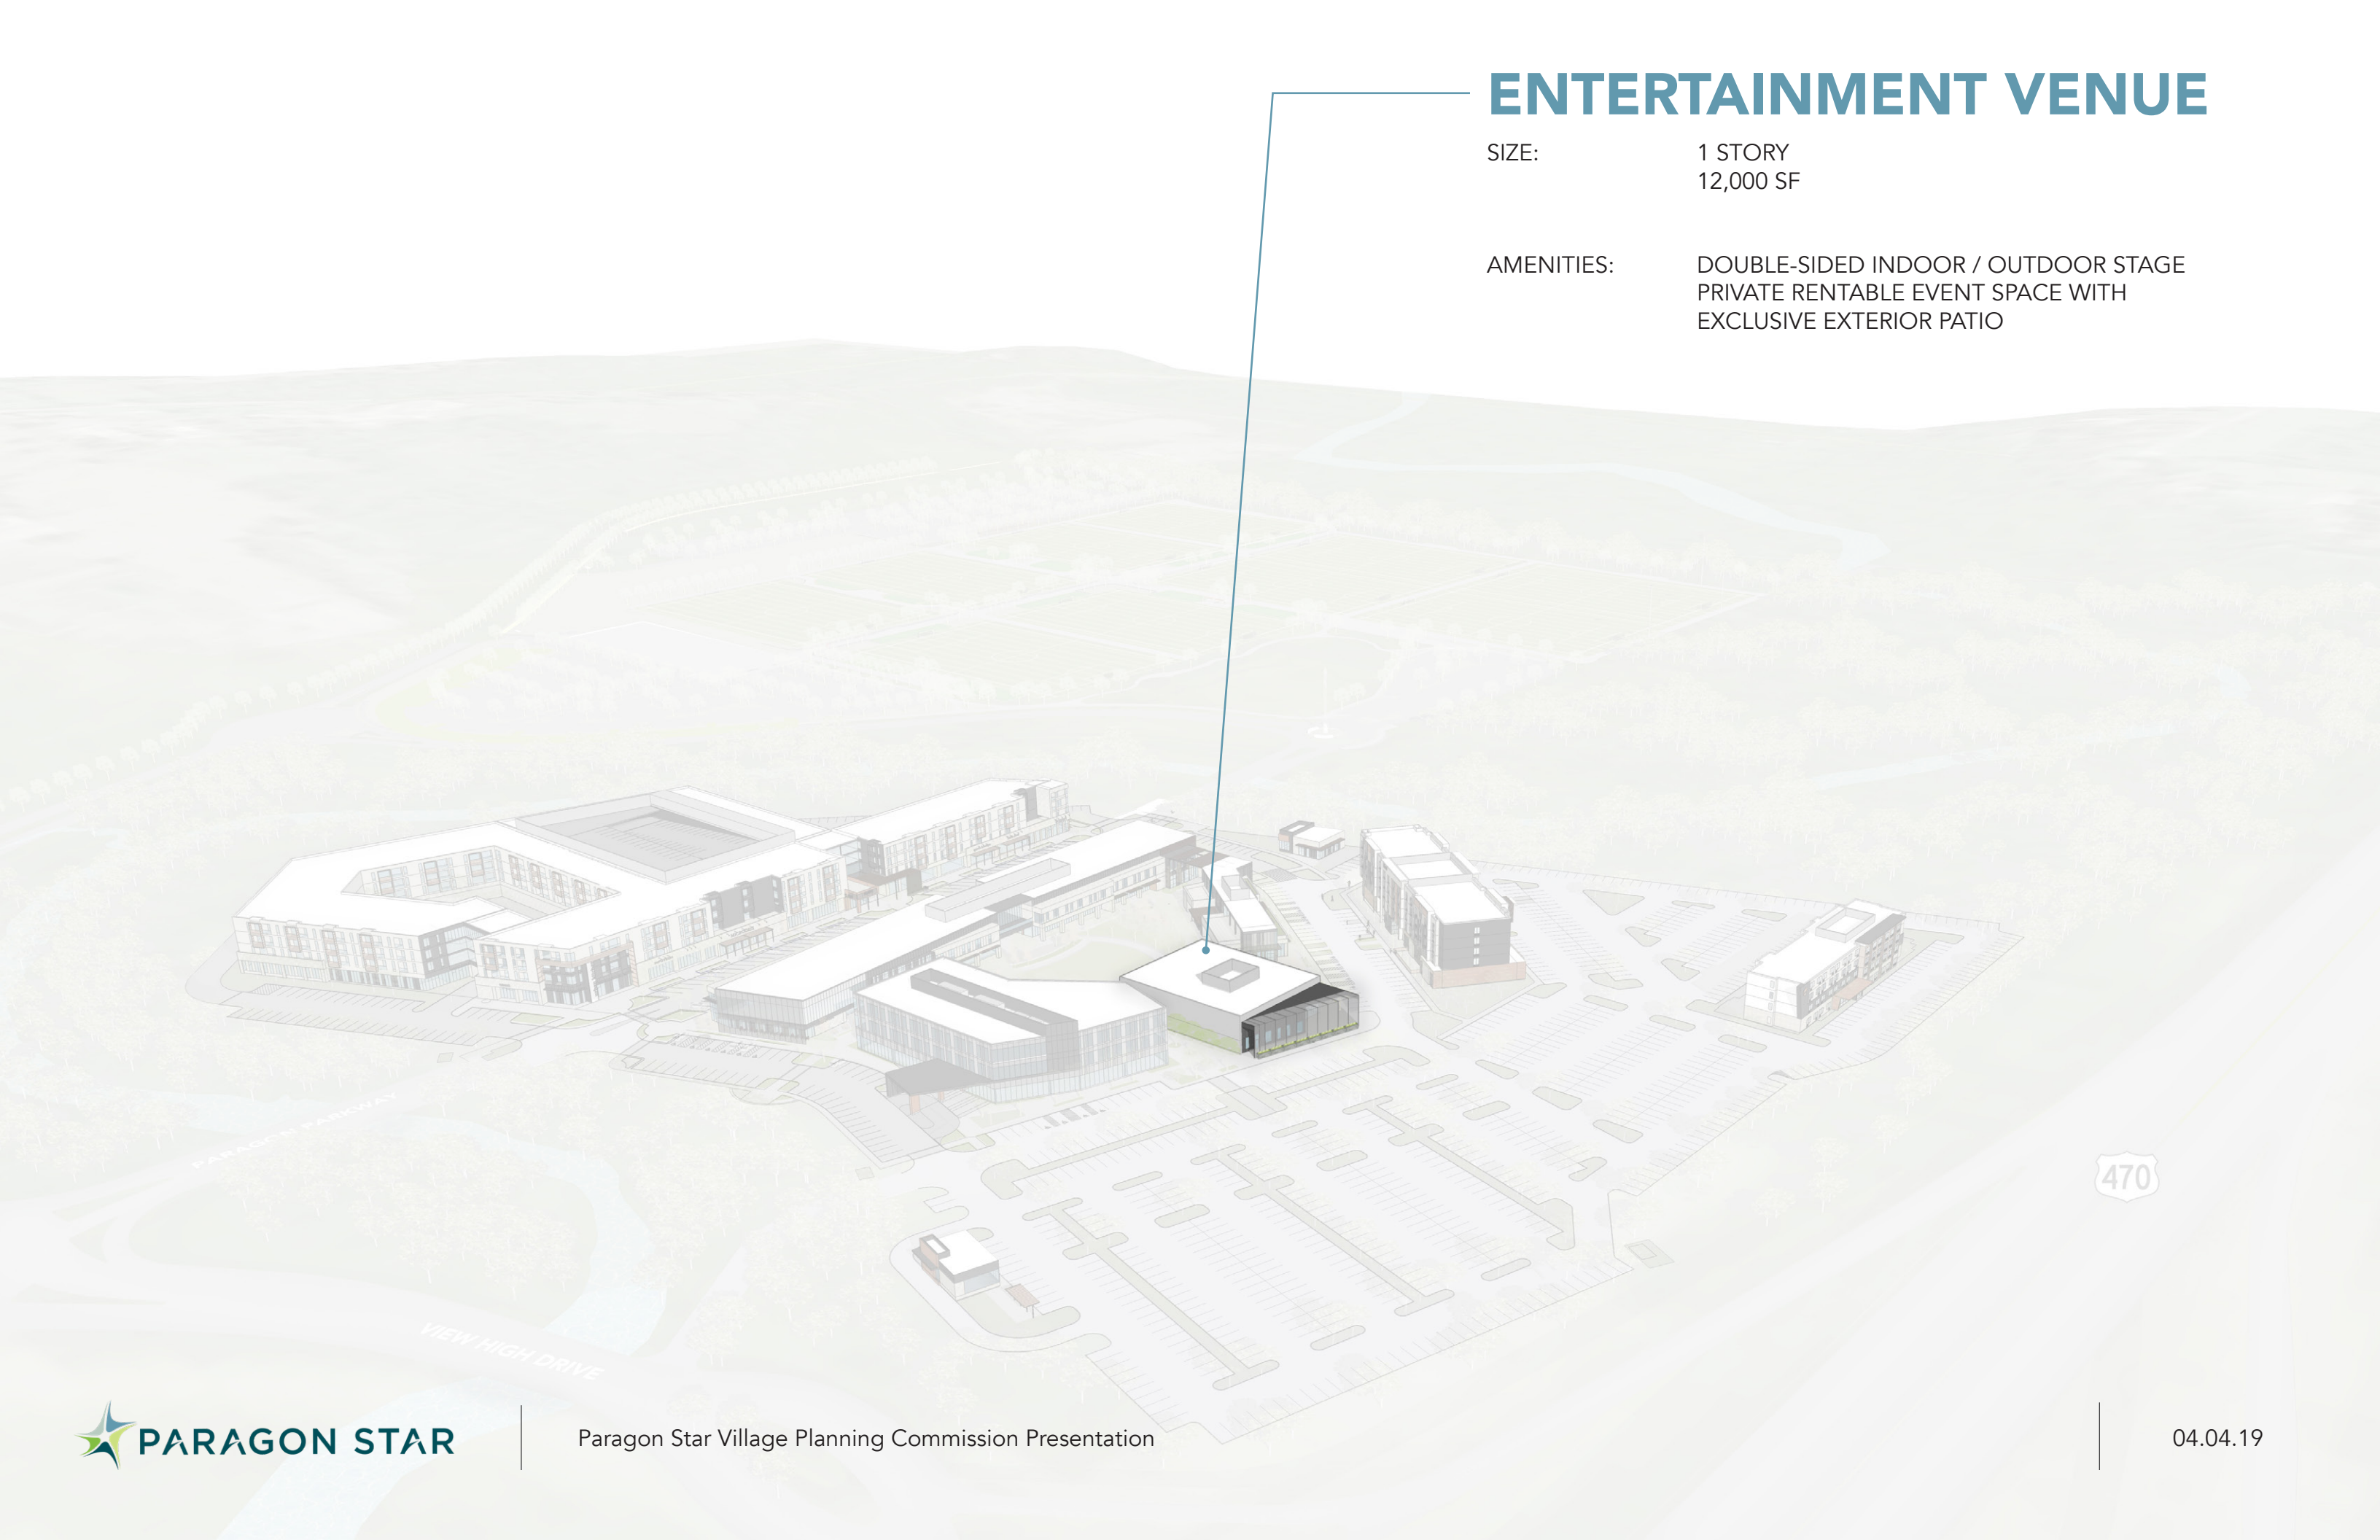 ENTERTAINMENT VENUE
SIZE:
1 STORY
12,000 SF
AMENITIES:
DOUBLE-SIDED INDOOR / OUTDOOR STAGE
PRIVATE RENTABLE EVENT SPACE WITH
EXCLUSIVE EXTERIOR PATIO
PARAGON PARKWAY
470
VIEW HIGH DRIVE
PARAGON STAR
Paragon Star Village Planning Commission Presentation
04.04.19